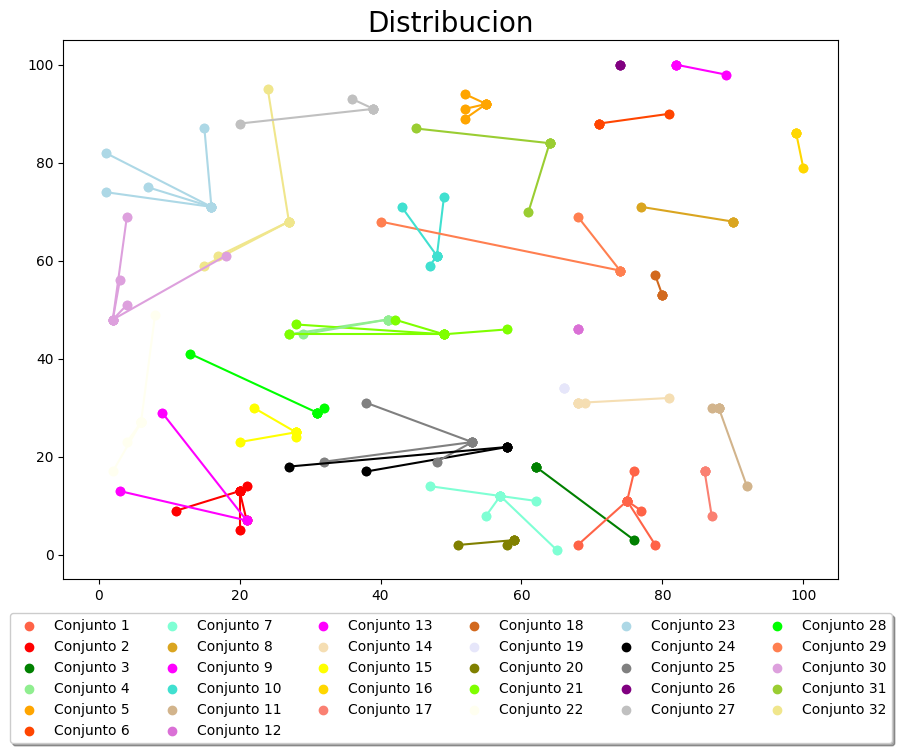 Distribucion
100
80
60
40
20
0
0 20 40 60 80 100
Conjunto 1 Conjunto 7 Conjunto 13 Conjunto 18 Conjunto 23 Conjunto 28
Conjunto 2 Conjunto 8 Conjunto 14 Conjunto 19 Conjunto 24 Conjunto 29
Conjunto 3 Conjunto 9 Conjunto 15 Conjunto 20 Conjunto 25 Conjunto 30
Conjunto 4 Conjunto 10 Conjunto 16 Conjunto 21 Conjunto 26 Conjunto 31
Conjunto 5 Conjunto 11 Conjunto 17 Conjunto 22 Conjunto 27 Conjunto 32
Conjunto 6 Conjunto 12